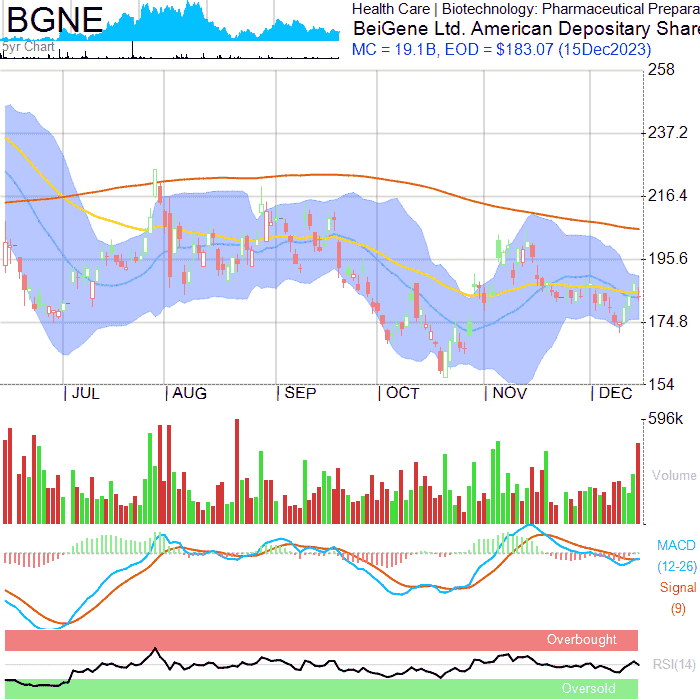 BGNE
5yr Chart
Health Care | Biotechnology: Pharmaceutical Prepara
BeiGene Ltd. American Depositary Share
MC = 19.1B, EOD = $183.07 (15Dec2023)
258
237.2
216.4
195.6
174.8
154
JUL AUG SEP OCT NOV DEC
596k
Volume
MACD
(12-26)
Signal
(9)
Overbought
RSI(14)
Oversold